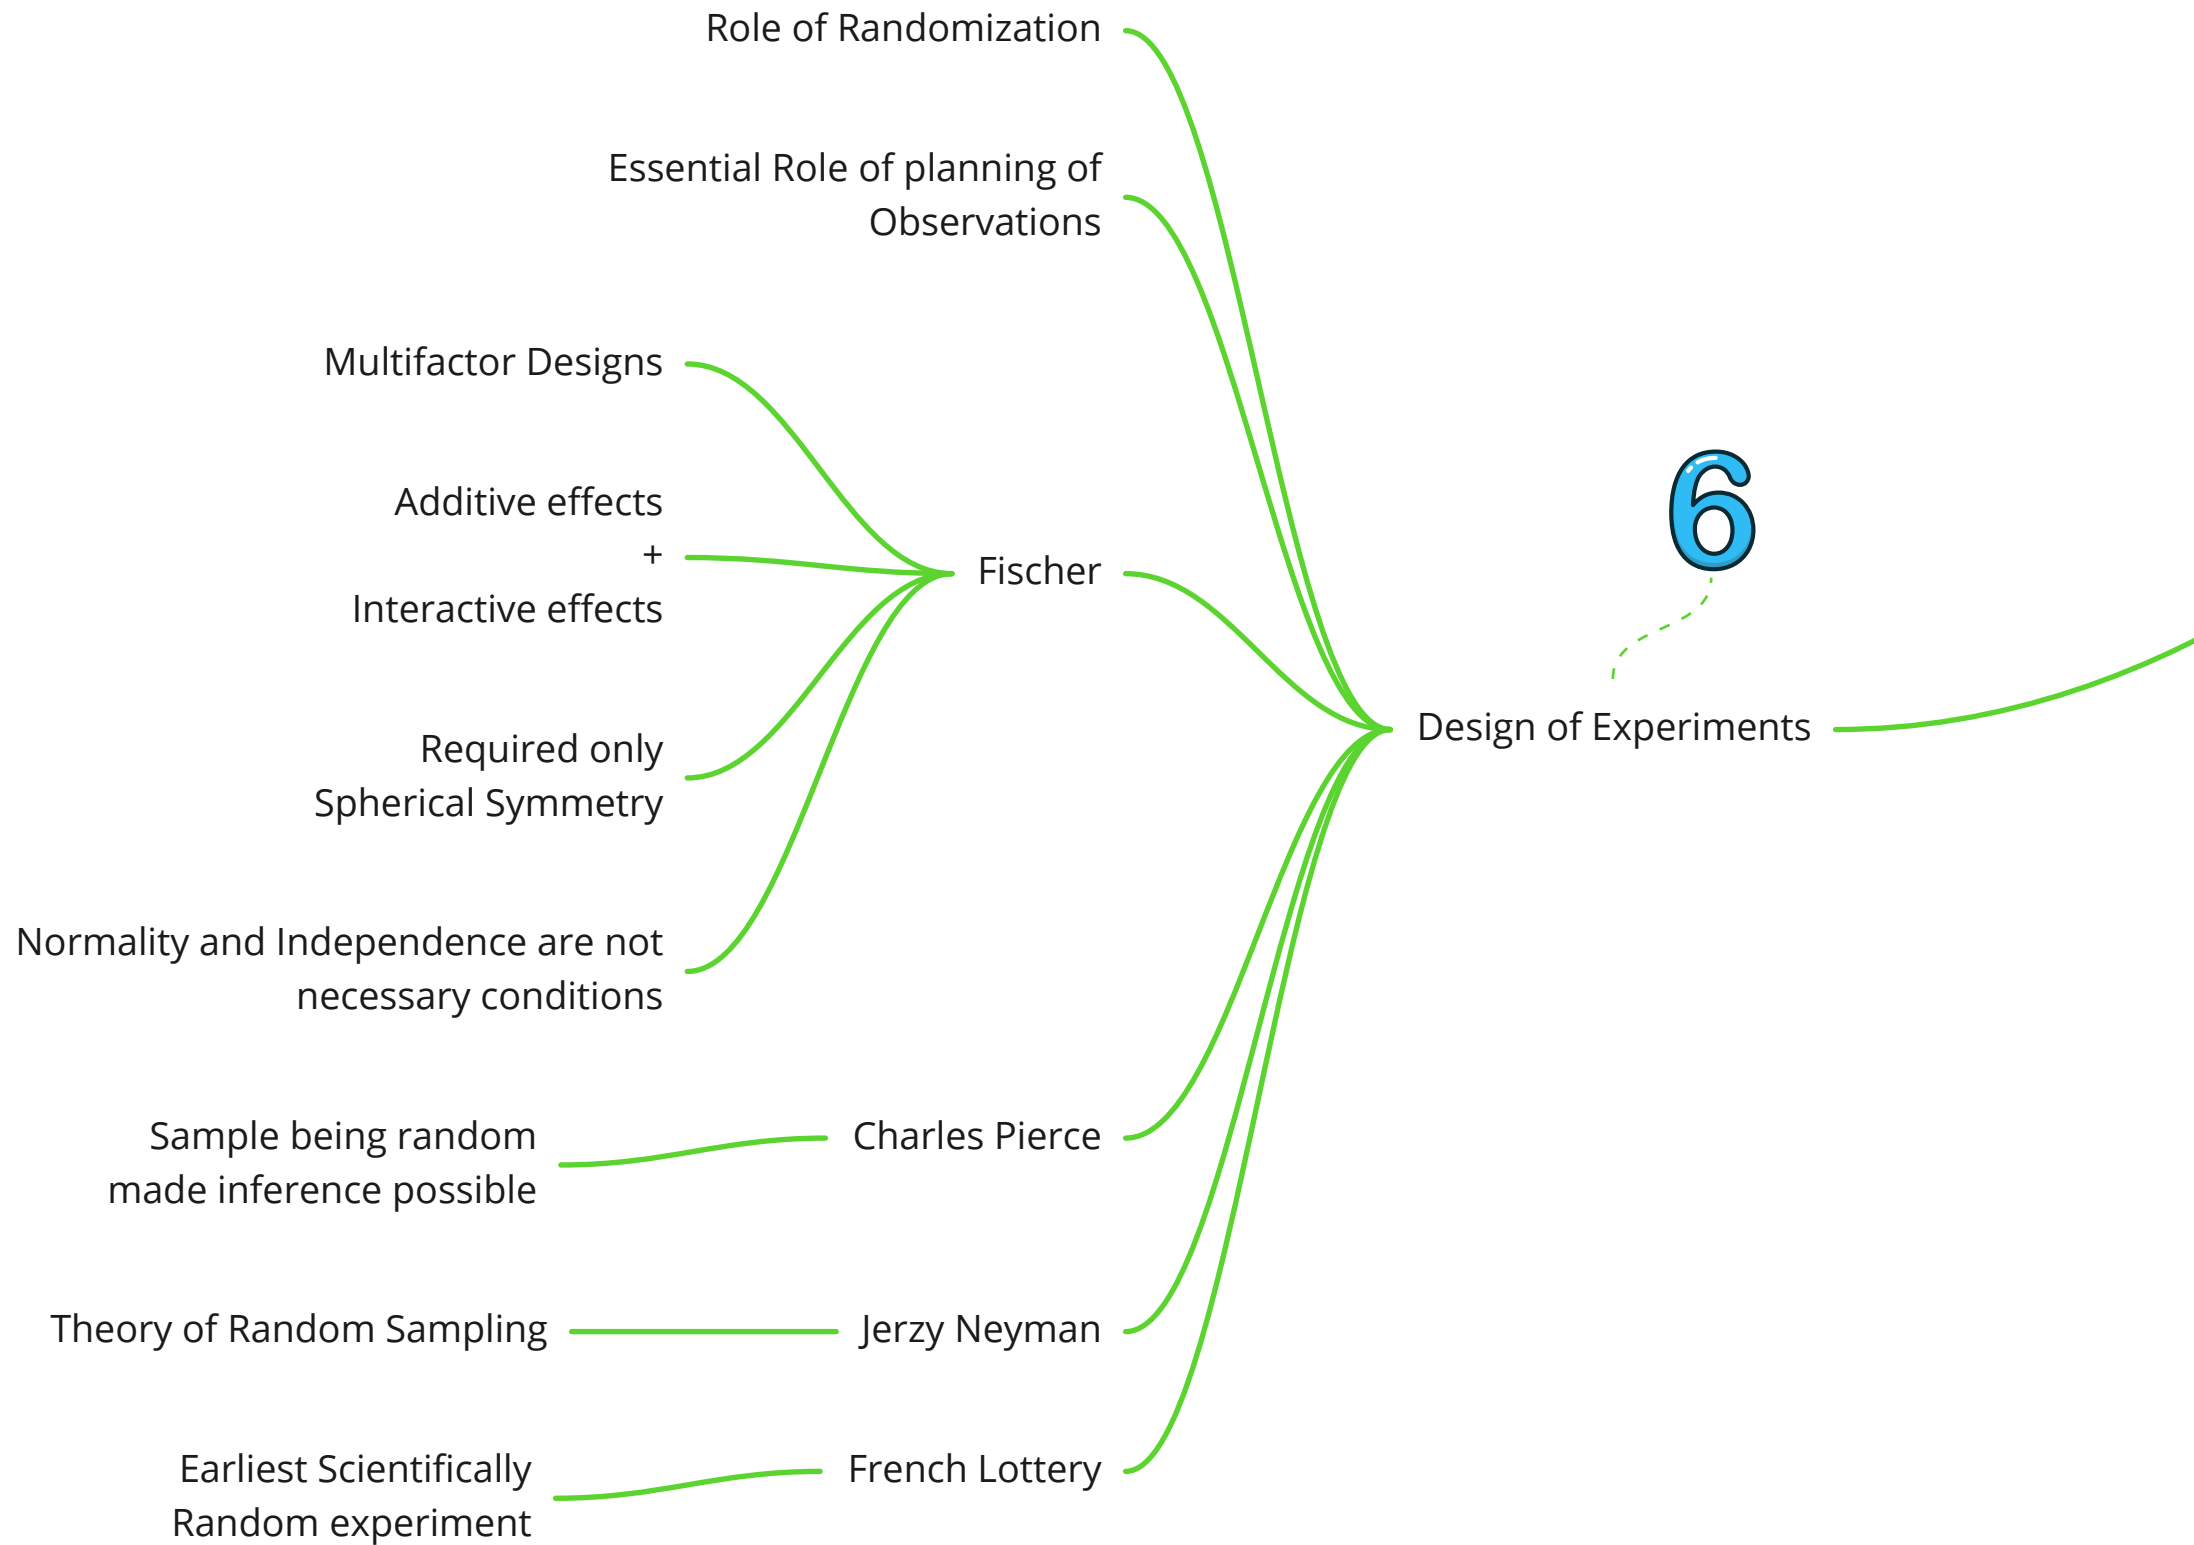 Role of Randomization
Essential Role of planning of
Observations
Multifactor Designs
Additive effects
+
Interactive effects
Fischer
6
Required only
Spherical Symmetry
Design of Experiments
Normality and Independence are not
necessary conditions
Sample being random
made inference possible
Charles Pierce
Theory of Random Sampling
Jerzy Neyman
Earliest Scientifically
Random experiment
French Lottery